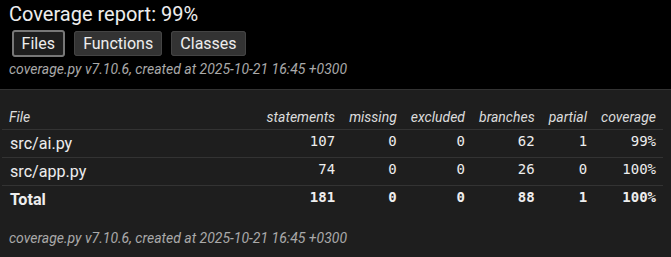 Coverage report: 99%
Files Functions Classes
coverage.py v7.10.6, created at 2025-10-21 16:45 +0300
File statements missing excluded branches partial coverage
src/ai.py 107 0 0 62 1 99%
src/app.py 74 0 0 26 0 100%
Total 181 0 0 88 1 100%
coverage.py v7.10.6, created at 2025-10-21 16:45 +0300